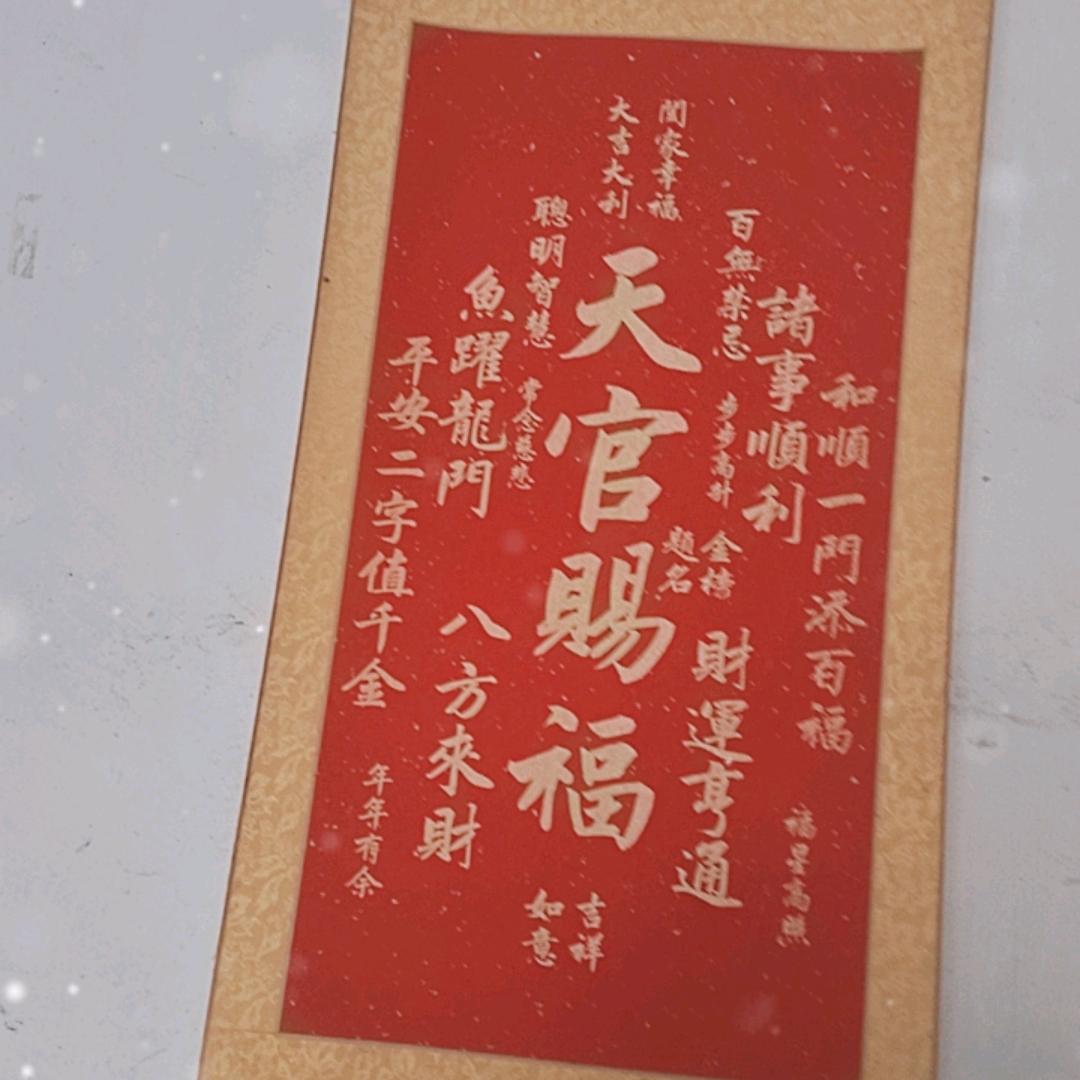 和順一門添百福
福星高照
諸事順利
百無禁忌
步步高升
金榜
題名
財運亨通
闔家幸福
大吉大利
天官賜福
吉祥
如意
聰明智慧
常念慈悲
魚躍龍門
八方來財
平安二字值千金
年年有余